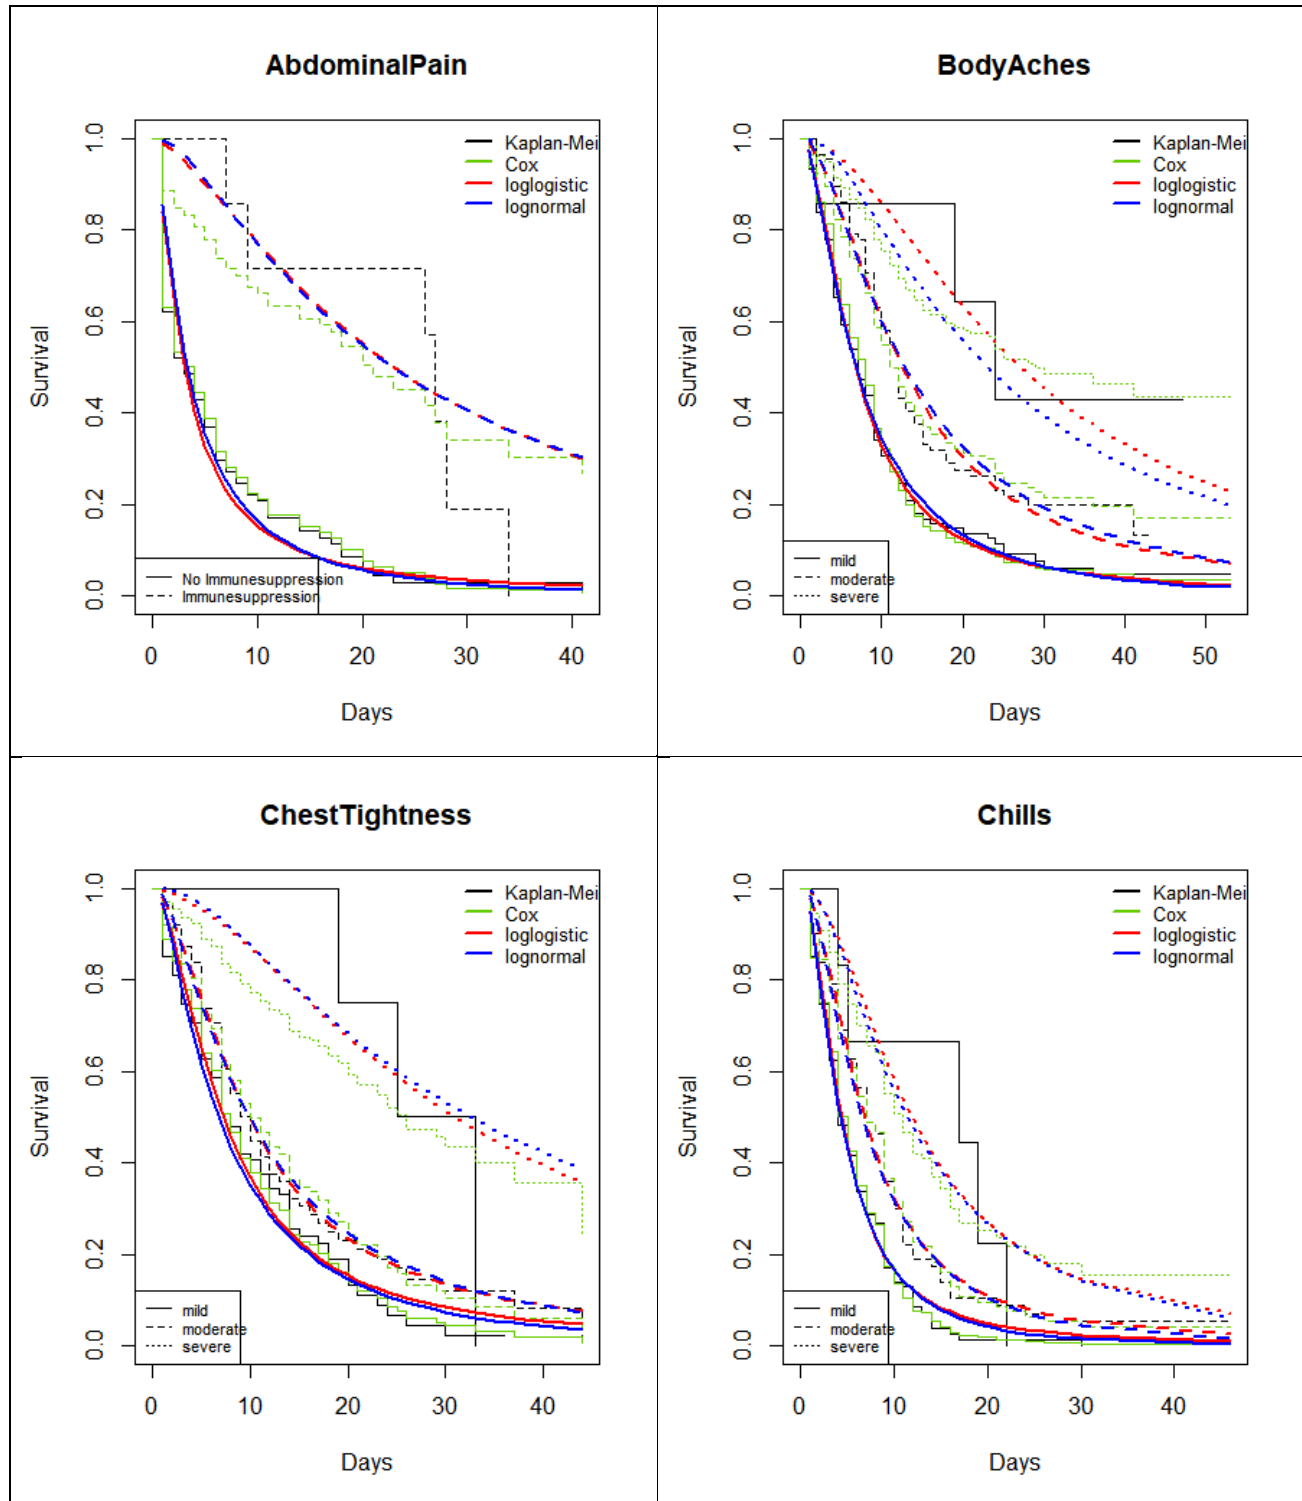 AbdominalPain
Survival
0.0 0.2 0.4 0.6 0.8 1.0
Kaplan-Mei
Cox
loglogistic
lognormal
No Immunesuppression
Immunesuppression
0 10 20 30 40
Days
BodyAches
Survival
0.0 0.2 0.4 0.6 0.8 1.0
Kaplan-Mei
Cox
loglogistic
lognormal
mild
moderate
severe
0 10 20 30 40 50
Days
ChestTightness
Survival
0.0 0.2 0.4 0.6 0.8 1.0
Kaplan-Mei
Cox
loglogistic
lognormal
mild
moderate
severe
0 10 20 30 40
Days
Chills
Survival
0.0 0.2 0.4 0.6 0.8 1.0
Kaplan-Mei
Cox
loglogistic
lognormal
mild
moderate
severe
0 10 20 30 40
Days